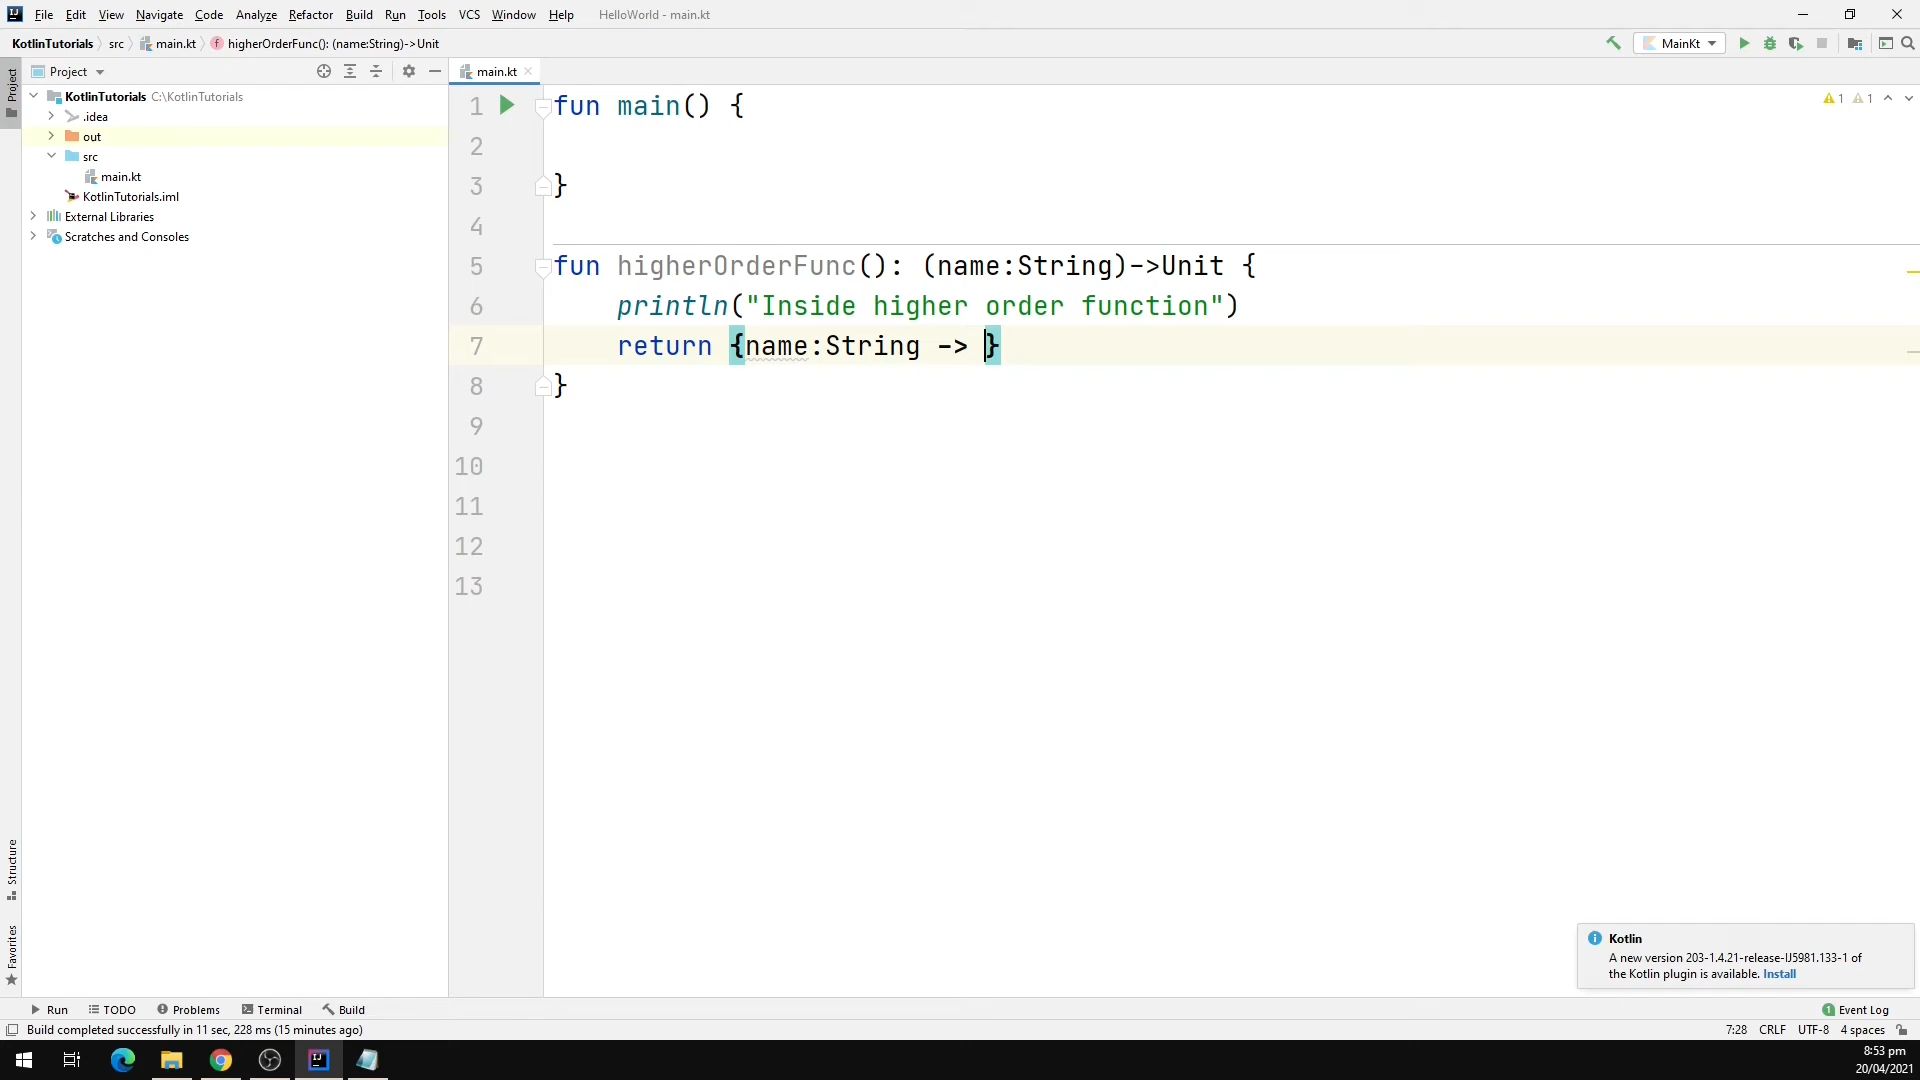 File Edit View Navigate Code Analyze Refactor Build Run Tools VCS Window Help HelloWorld - main.kt
KotlinTutorials src main.kt f higherOrderFunc(): (name:String)->Unit MainKt
Project main.kt
Project
KotlinTutorials C:\KotlinTutorials
.idea
out
src
main.kt
KotlinTutorials.iml
External Libraries
Scratches and Consoles
Structure
Favorites
1 fun main() {
2
3 }
4
5 fun higherOrderFunc(): (name:String)->Unit {
6 println("Inside higher order function")
7 return {name:String -> }
8 }
9
10
11
12
13
1 1
Kotlin
A new version 203-1.4.21-release-IJ5981.133-1 of
the Kotlin plugin is available. Install
Run TODO Problems Terminal Build 1 Event Log
Build completed successfully in 11 sec, 228 ms (15 minutes ago) 7:28 CRLF UTF-8 4 spaces
8:53 pm
20/04/2021